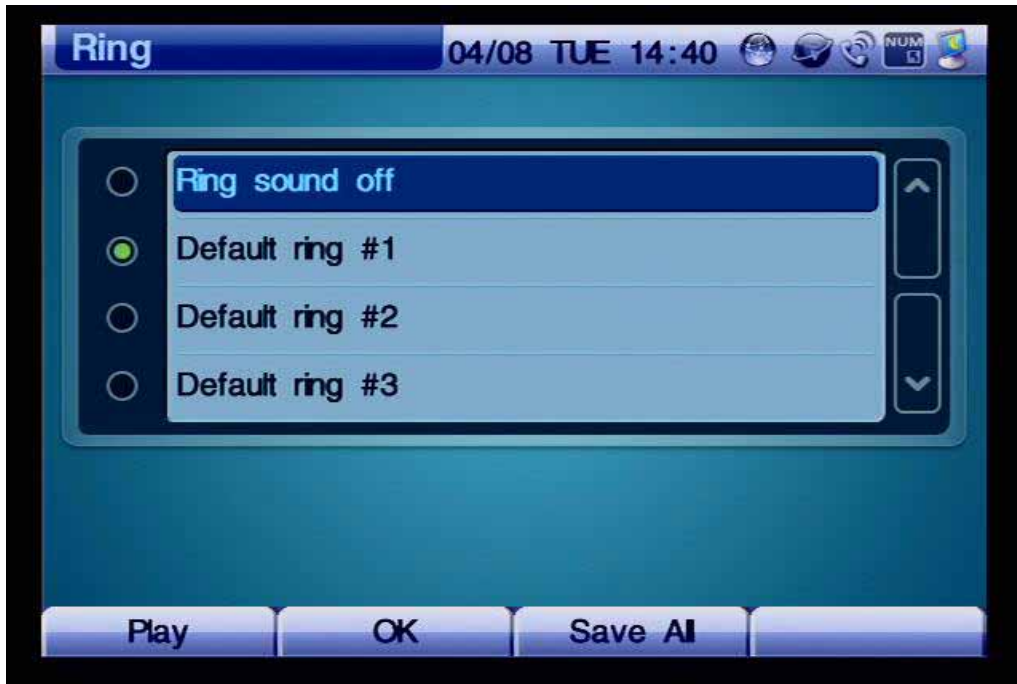 Ring 04/08 TUE 14:40 NUM
Ring sound off
Default ring #1
Default ring #2
Default ring #3
Play OK Save All